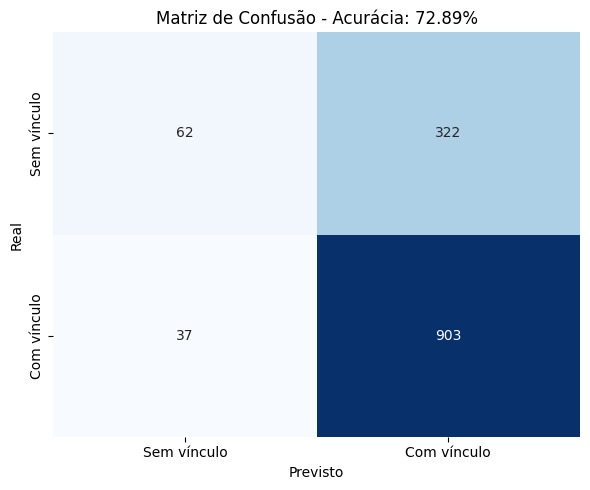 Matriz de Confusão - Acurácia: 72.89%
Sem vínculo
62
322
Real
Com vínculo
37
903
Sem vínculo
Com vínculo
Previsto